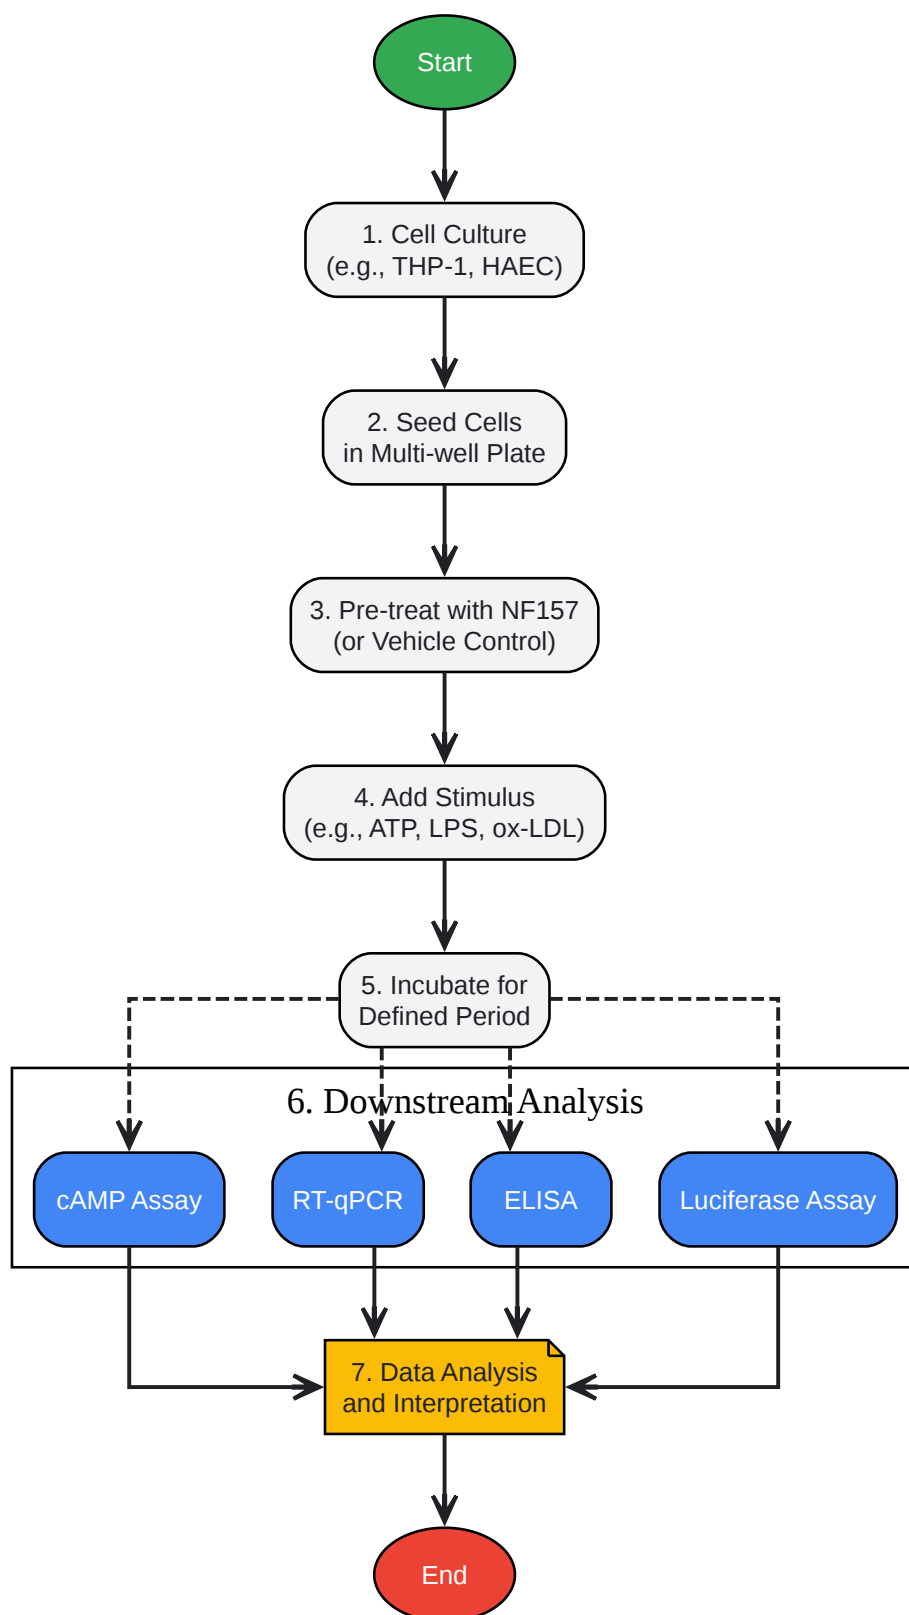 Start
1. Cell Culture
(e.g., THP-1, HAEC)
2. Seed Cells
in Multi-well Plate
3. Pre-treat with NF157
(or Vehicle Control)
4. Add Stimulus
(e.g., ATP, LPS, ox-LDL)
5. Incubate for
Defined Period
6. Downstream Analysis
cAMP Assay
RT-qPCR
ELISA
Luciferase Assay
7. Data Analysis
and Interpretation
End